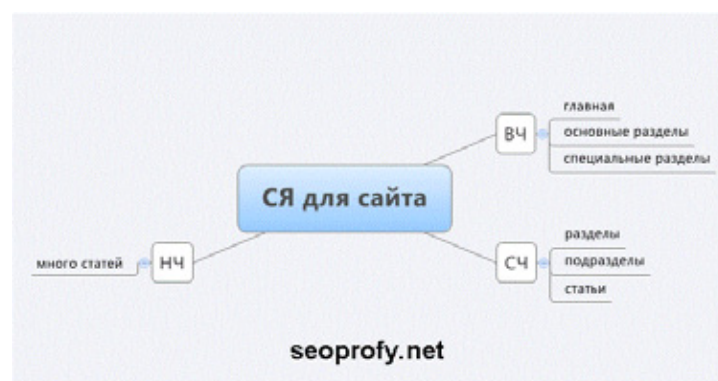 главная
ВЧ
основные разделы
специальные разделы
СЯ для сайта
разделы
много статей
НЧ
СЧ
подразделы
статьи
seoprofy.net